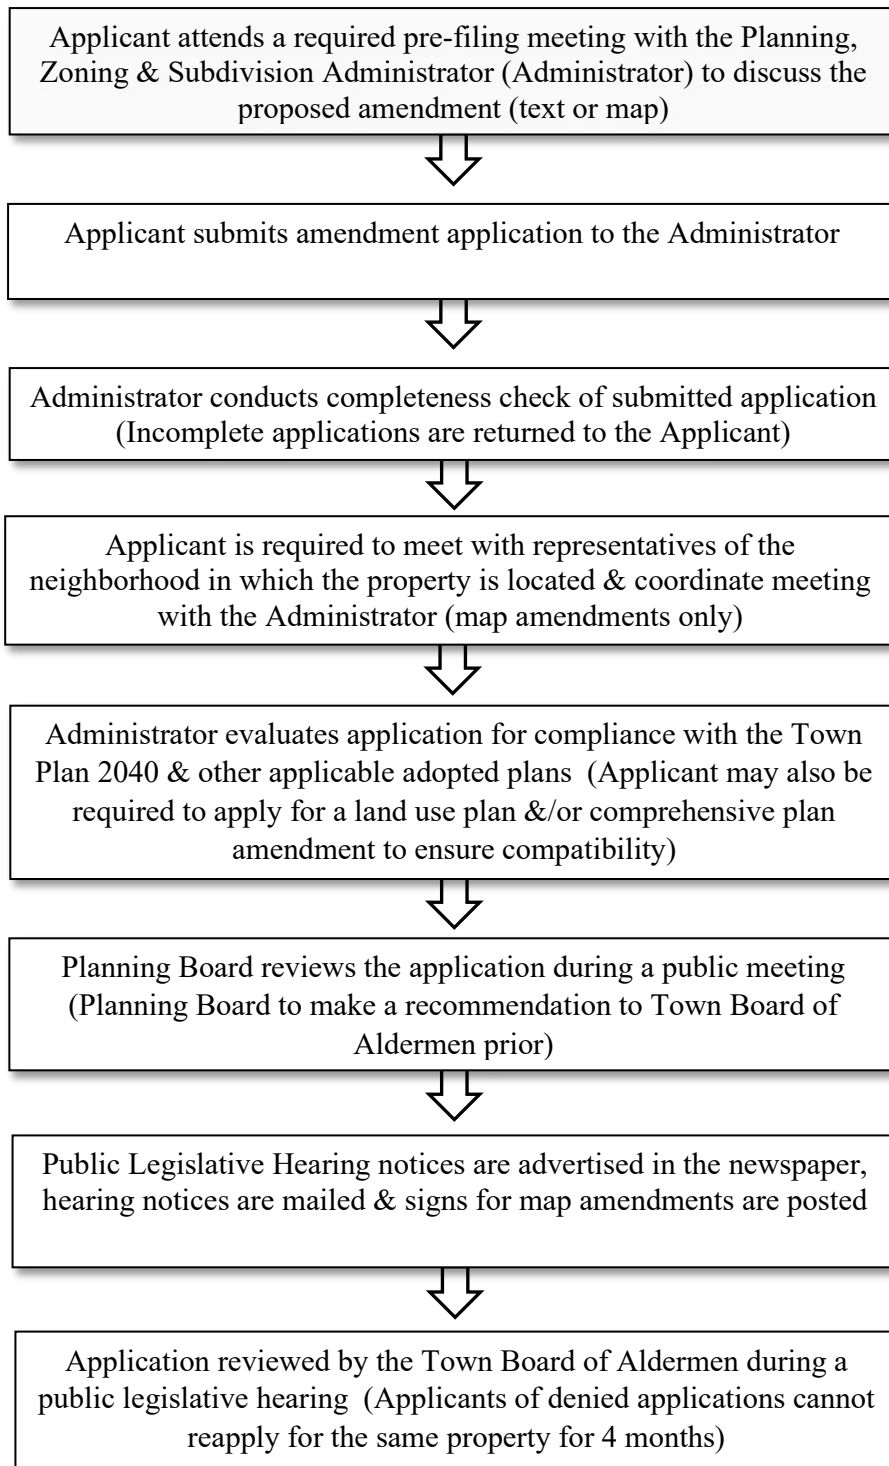 Applicant attends a required pre-filing meeting with the Planning,
Zoning & Subdivision Administrator (Administrator) to discuss the
proposed amendment (text or map)
Applicant submits amendment application to the Administrator
Administrator conducts completeness check of submitted application
(Incomplete applications are returned to the Applicant)
Applicant is required to meet with representatives of the
neighborhood in which the property is located & coordinate meeting
with the Administrator (map amendments only)
Administrator evaluates application for compliance with the Town
Plan 2040 & other applicable adopted plans (Applicant may also be
required to apply for a land use plan &/or comprehensive plan
amendment to ensure compatibility)
Planning Board reviews the application during a public meeting
(Planning Board to make a recommendation to Town Board of
Aldermen prior)
Public Legislative Hearing notices are advertised in the newspaper,
hearing notices are mailed & signs for map amendments are posted
Application reviewed by the Town Board of Aldermen during a
public legislative hearing (Applicants of denied applications cannot
reapply for the same property for 4 months)